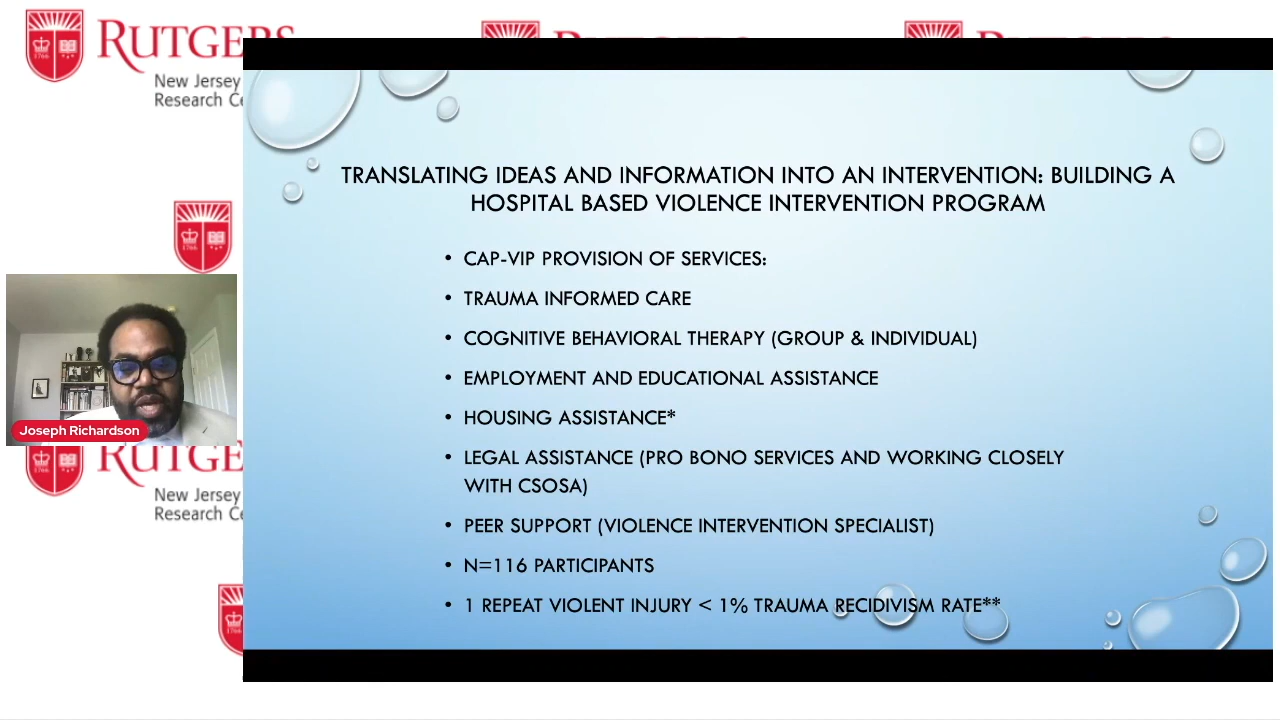 RUTGERS
New Jersey
Research Ce
1766
TRANSLATING IDEAS AND INFORMATION INTO AN INTERVENTION: BUILDING A
HOSPITAL BASED VIOLENCE INTERVENTION PROGRAM
• CAP-VIP PROVISION OF SERVICES:
• TRAUMA INFORMED CARE
• COGNITIVE BEHAVIORAL THERAPY (GROUP & INDIVIDUAL)
• EMPLOYMENT AND EDUCATIONAL ASSISTANCE
• HOUSING ASSISTANCE*
• LEGAL ASSISTANCE (PRO BONO SERVICES AND WORKING CLOSELY
WITH CSOSA)
• PEER SUPPORT (VIOLENCE INTERVENTION SPECIALIST)
• N=116 PARTICIPANTS
• 1 REPEAT VIOLENT INJURY < 1% TRAUMA RECIDIVISM RATE**
Joseph Richardson
RUTGE
New Jersey
Research Ce